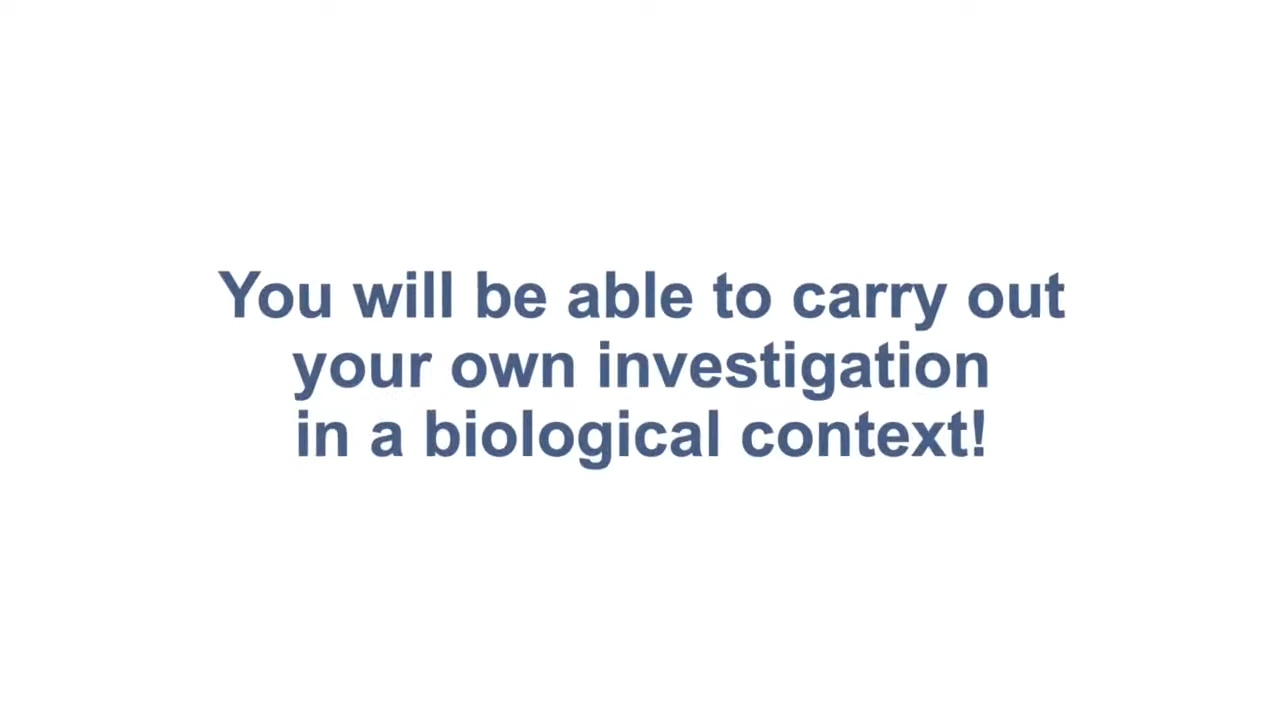 You will be able to carry out
your own investigation
in a biological context!